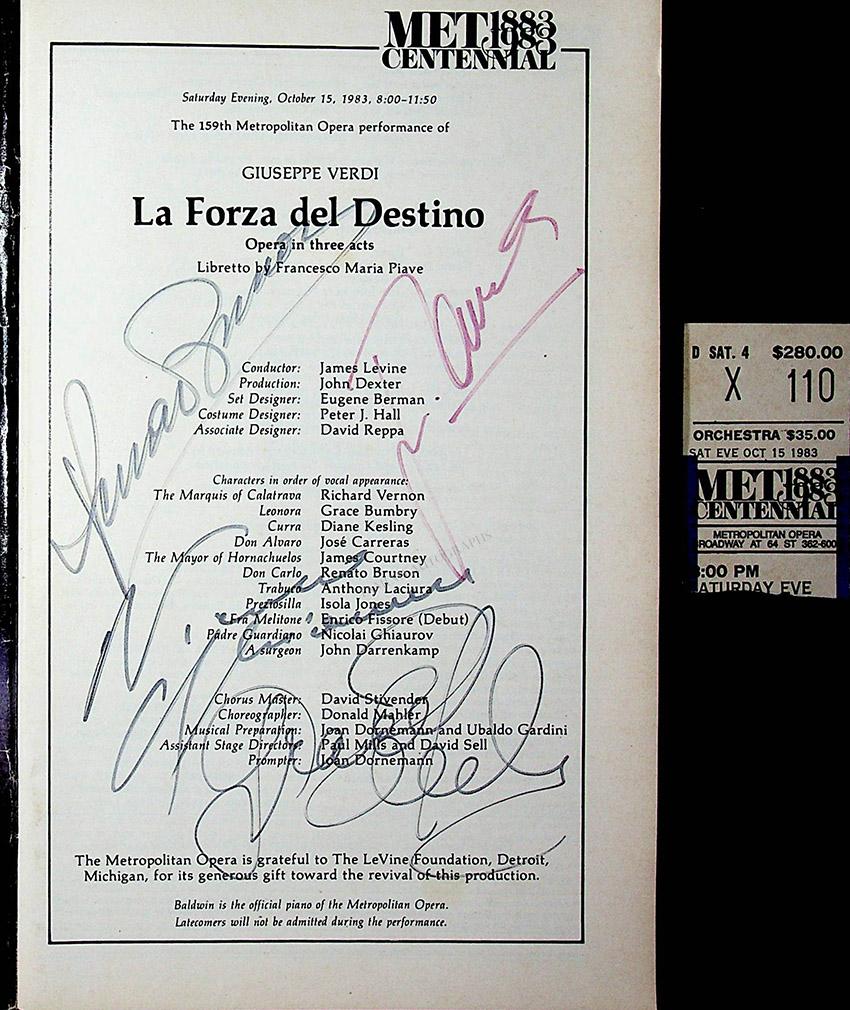 MET 1883
1983
CENTENNIAL
Saturday Evening, October 15, 1983, 8:00–11:50
The 159th Metropolitan Opera performance of
GIUSEPPE VERDI
La Forza del Destino
Opera in three acts
Libretto by Francesco Maria Piave
Conductor: James Levine
Production: John Dexter
Set Designer: Eugene Berman
Costume Designer: Peter J. Hall
Associate Designer: David Reppa
Characters in order of vocal appearance:
The Marquis of Calatrava Richard Vernon
Leonora Grace Bumbry
Curra Diane Kesling
Don Alvaro José Carreras
The Mayor of Hornachuelos James Courtney
Don Carlo Renato Bruson
Trabuco Anthony Laciura
Preziosilla Isola Jones
Fra Melitone Enrico Fissore (Debut)
Padre Guardiano Nicolai Ghiaurov
A surgeon John Darrenkamp
Chorus Master: David Stivender
Choreographer: Donald Mahler
Musical Preparation: Joan Dornemann and Ubaldo Gardini
Assistant Stage Directors: Paul Mills and David Sell
Prompter: Joan Dornemann
The Metropolitan Opera is grateful to The LeVine Foundation, Detroit,
Michigan, for its generous gift toward the revival of this production.
Baldwin is the official piano of the Metropolitan Opera.
Latecomers will not be admitted during the performance.
Renato Bruson
D SAT. 4 $280.00
X 110
ORCHESTRA $35.00
SAT EVE OCT 15 1983
MET 1883
1983
CENTENNIAL
METROPOLITAN OPERA
ROADWAY AT 64 ST 362-600
:00 PM
ATURDAY EVE